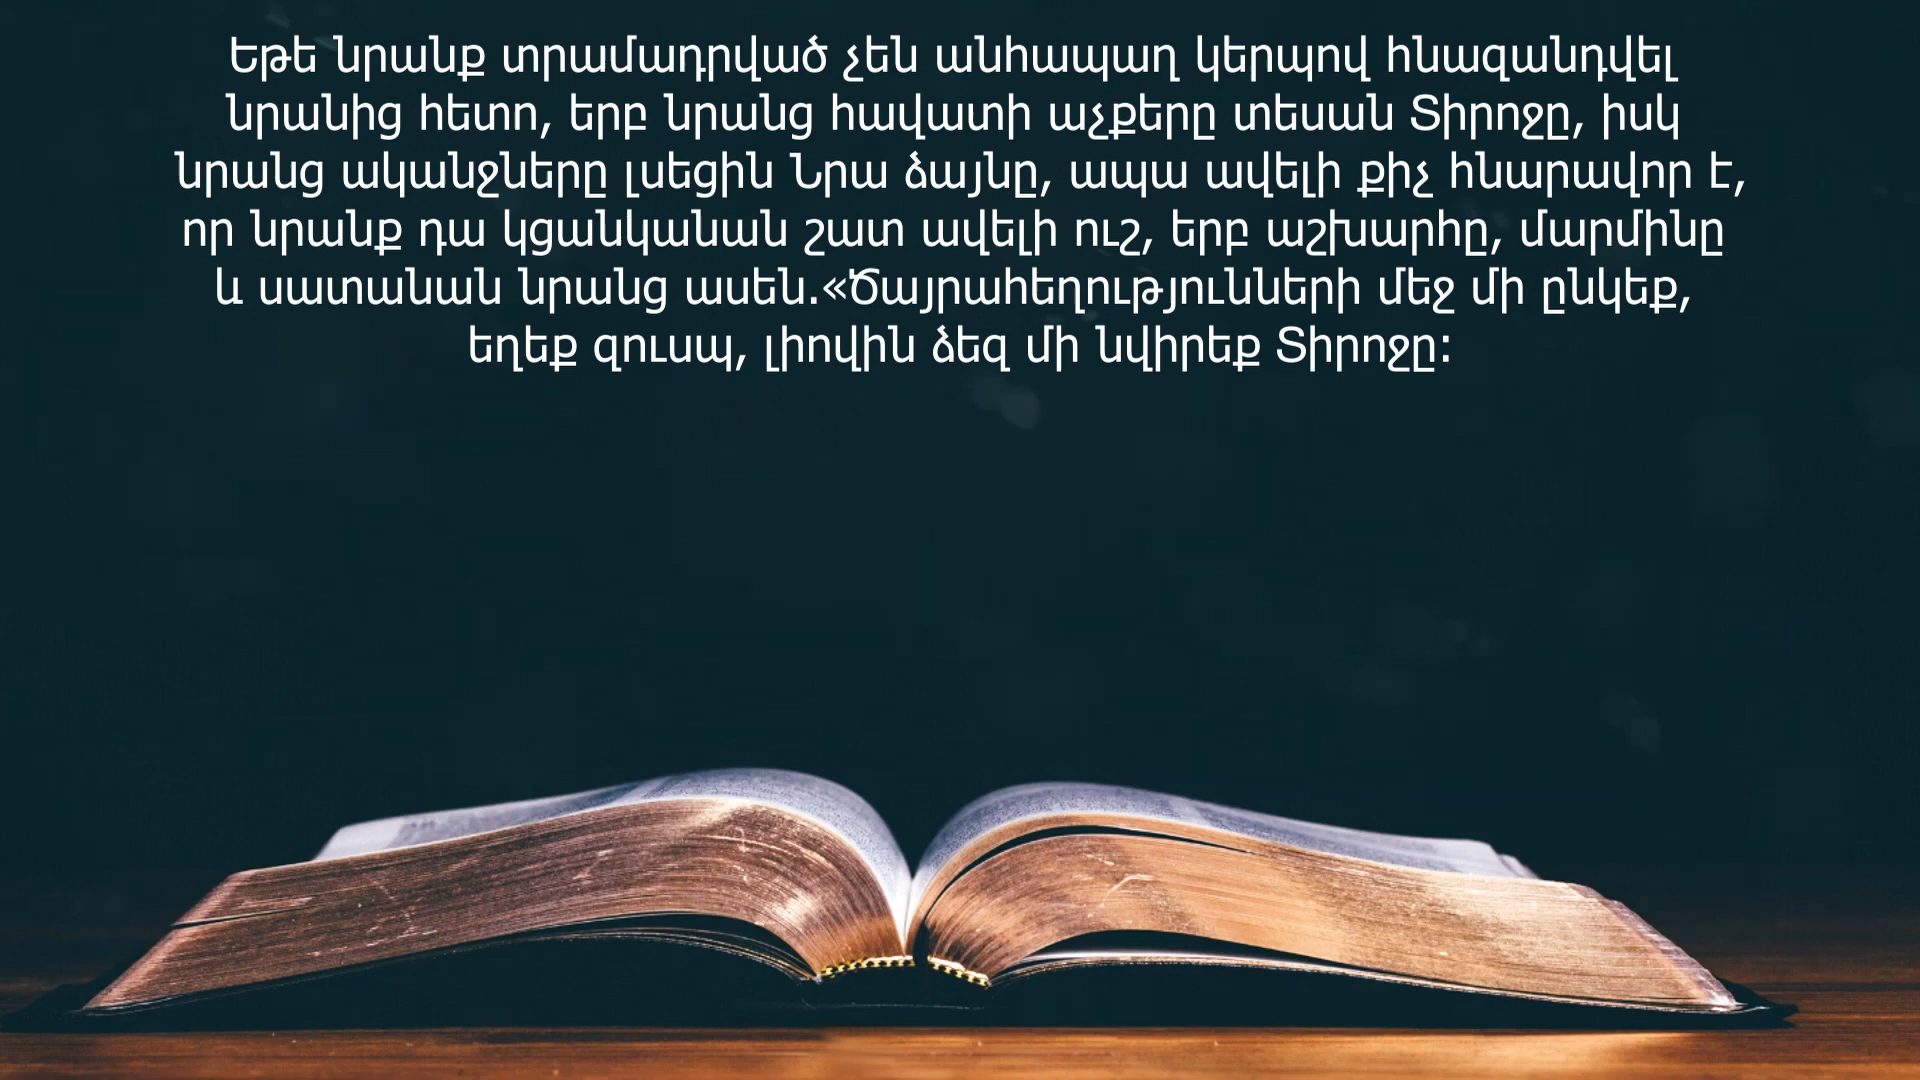 Եթե նրանք տրամադրված չեն անհապաղ կերպով հնազանդվել
նրանից հետո, երբ նրանց հավատի աչքերը տեսան Տիրոջը, իսկ
նրանց ականջները լսեցին Նրա ձայնը, ապա ավելի քիչ հնարավոր է,
որ նրանք դա կցանկանան շատ ավելի ուշ, երբ աշխարհը, մարմինը
և սատանան նրանց ասեն.«Ծայրահեղությունների մեջ մի ընկեք,
եղեք զուսպ, լիովին ձեզ մի նվիրեք Տիրոջը: